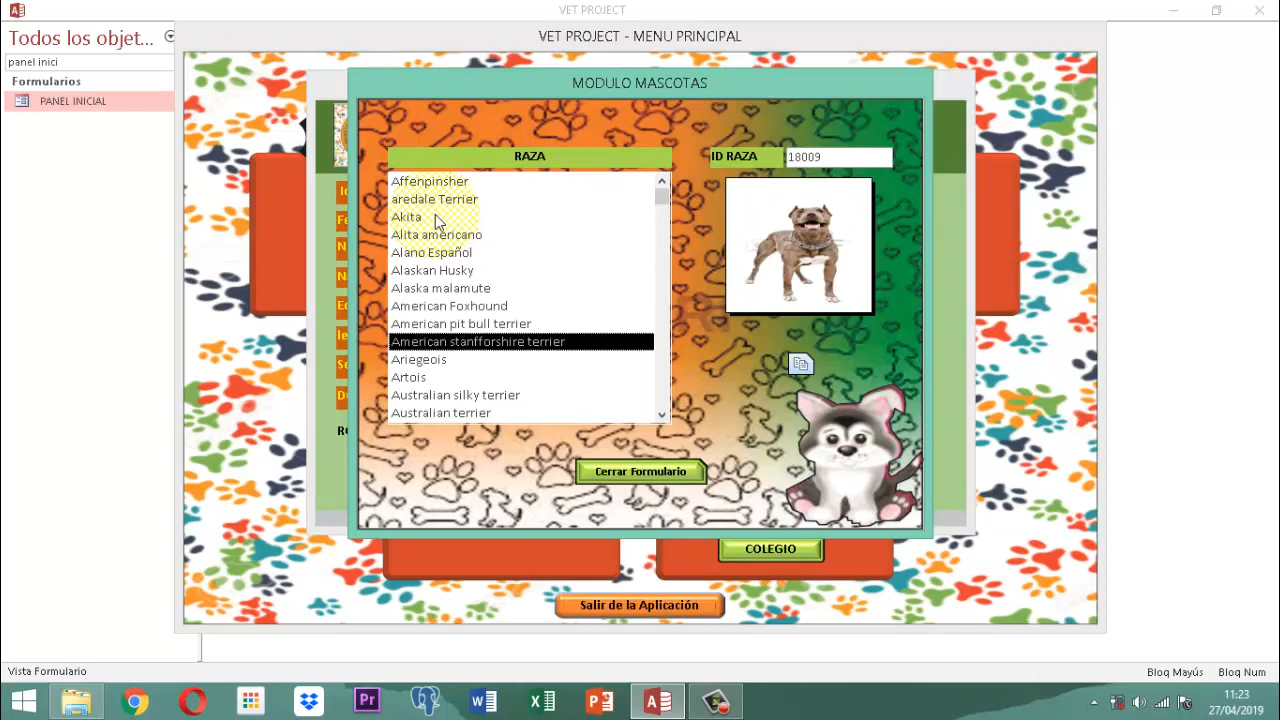 VET PROJECT
Todos los objet...
panel inici
Formularios
PANEL INICIAL
VET PROJECT - MENU PRINCIPAL
MODULO MASCOTAS
RAZA
ID RAZA
18009
Affenpinsher
aredale Terrier
Akita
Alita americano
Alano Español
Alaskan Husky
Alaska malamute
American Foxhound
American pit bull terrier
American stanfforshire terrier
Ariegeois
Artois
Australian silky terrier
Australian terrier
Cerrar Formulario
COLEGIO
Salir de la Aplicación
Vista Formulario
Bloq Mayús
Bloq Num
11:23
27/04/2019